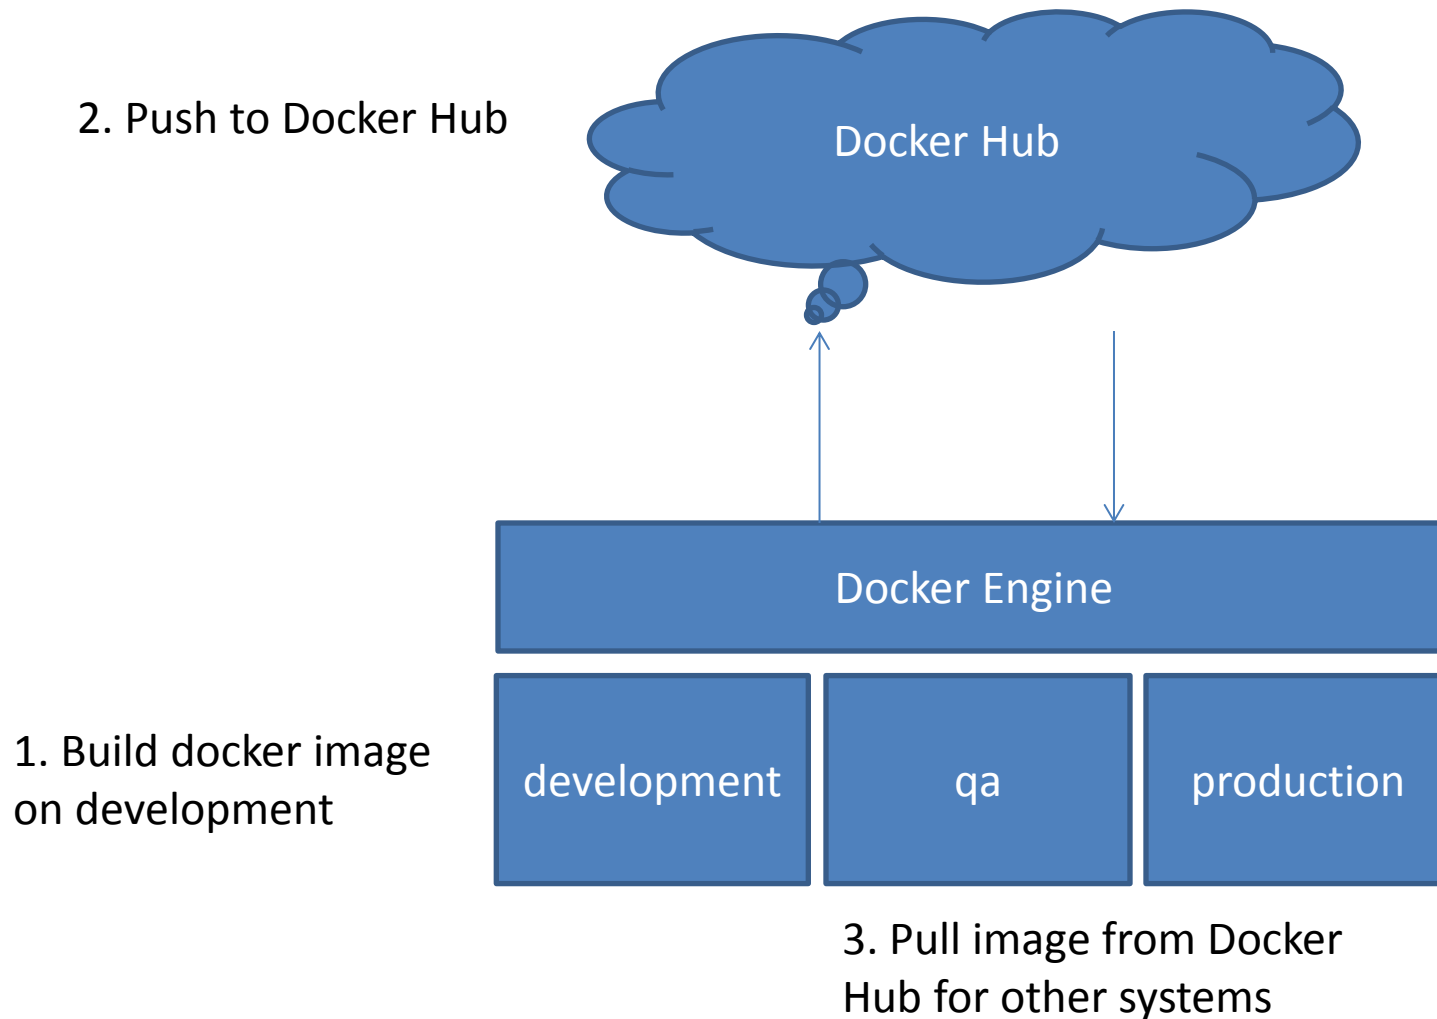 2. Push to Docker Hub
Docker Hub
Docker Engine
1. Build docker image
on development
development
qa
production
3. Pull image from Docker
Hub for other systems